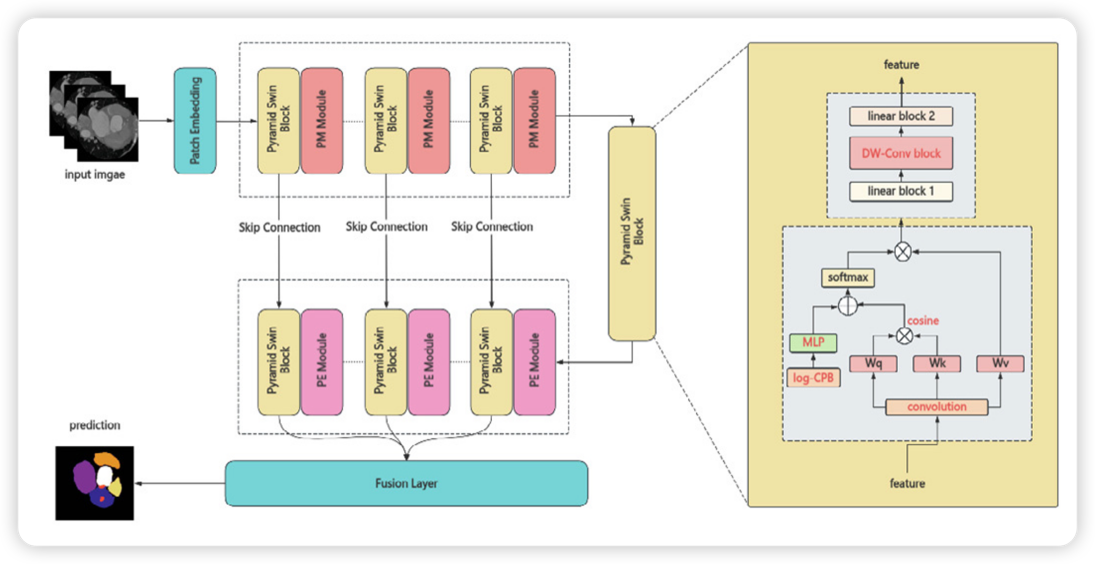 input imgae
Patch Embedding
Pyramid Swin
Block
PM Module
Pyramid Swin
Block
PM Module
Pyramid Swin
Block
PM Module
Skip Connection
Skip Connection
Skip Connection
Pyramid Swin
Block
Pyramid Swin
Block
PE Module
Pyramid Swin
Block
PE Module
Pyramid Swin
Block
PE Module
Fusion Layer
prediction
feature
linear block 2
DW-Conv block
linear block 1
softmax
cosine
MLP
log-CPB
Wq
Wk
Wv
convolution
feature